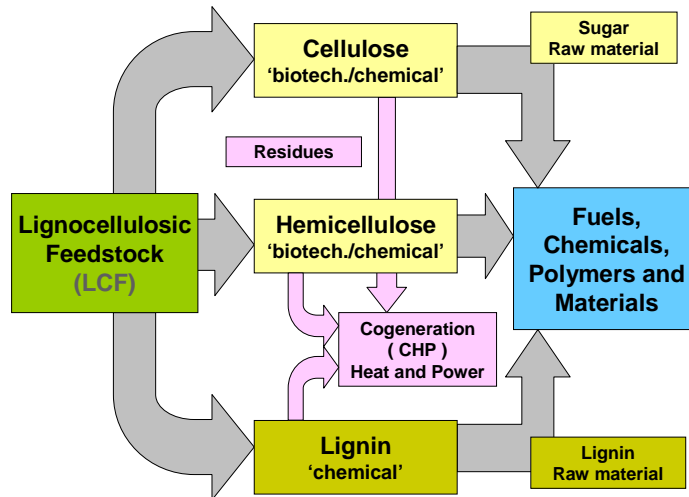 Cellulose
‘biotech./chemical’
Sugar
Raw material
Residues
Lignocellulosic
Feedstock
(LCF)
Hemicellulose
‘biotech./chemical’
Fuels,
Chemicals,
Polymers and
Materials
Cogeneration
( CHP )
Heat and Power
Lignin
‘chemical’
Lignin
Raw material